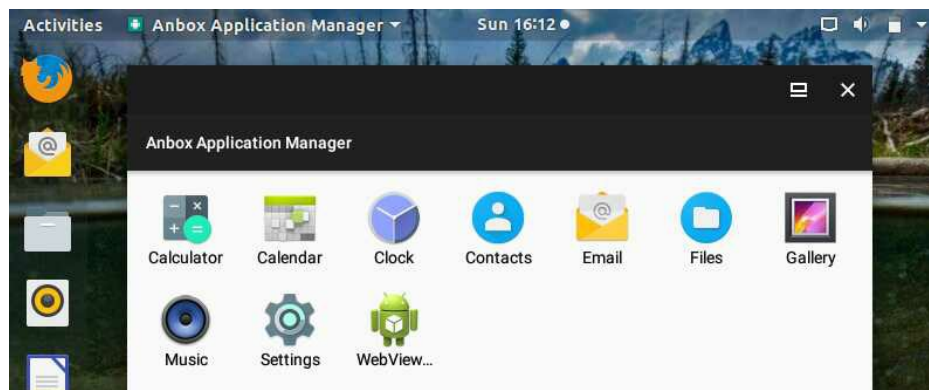 Activities Anbox Application Manager Sun 16:12
Anbox Application Manager
Calculator Calendar Clock Contacts Email Files Gallery
Music Settings WebView...